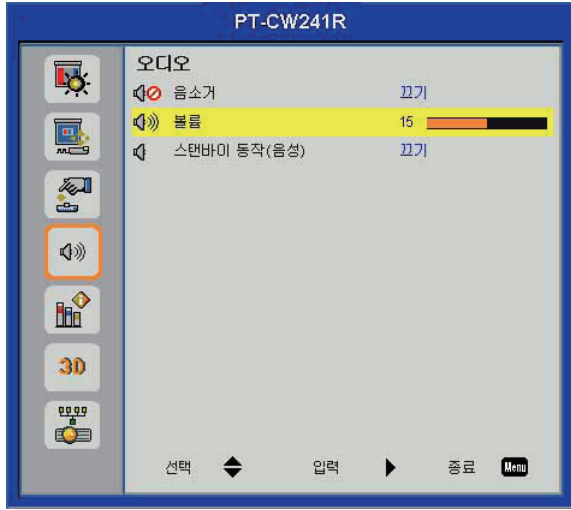 PT-CW241R
오디오
음소거 끄기
볼륨 15
스탠바이 동작(음성) 끄기
3D
선택 입력 종료 Menu